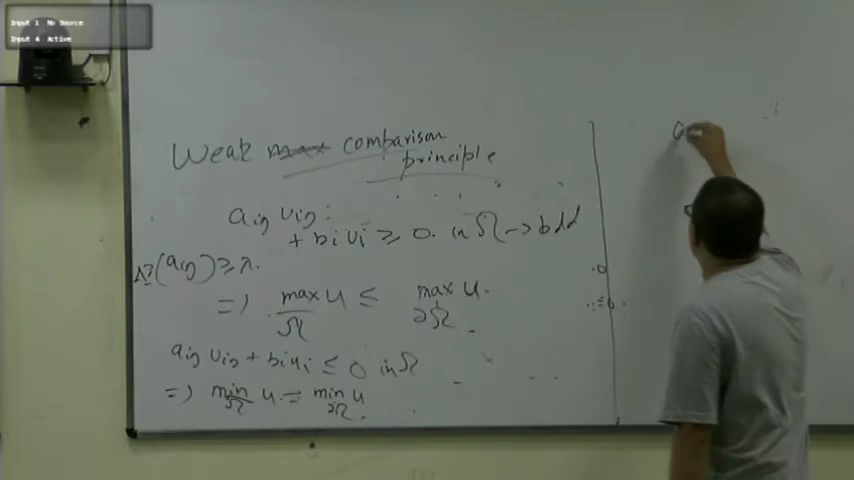 Input 1 No Source
Input 4 Active
Weak comparison
principle
aij uij
+ bi ui ≥ 0 in Ω → bdd
Λ ≥ (aij) ≥ λ.
⇒ max u ≤ max u.
Ω̄ ∂Ω
aij uij + bi ui ≤ 0 in Ω
⇒ min u = min u
Ω̄ ∂Ω.
a